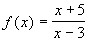 f(x) = (x+5)/(x−3)